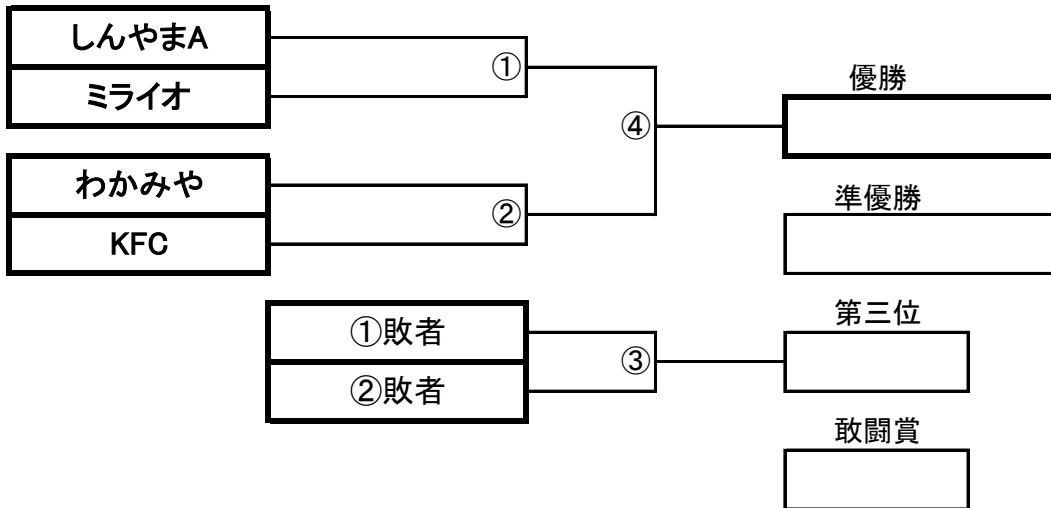 しんやまA
ミライオ
①
わかみや
KFC
②
④
優勝
準優勝
①敗者
②敗者
③
第三位
敢闘賞